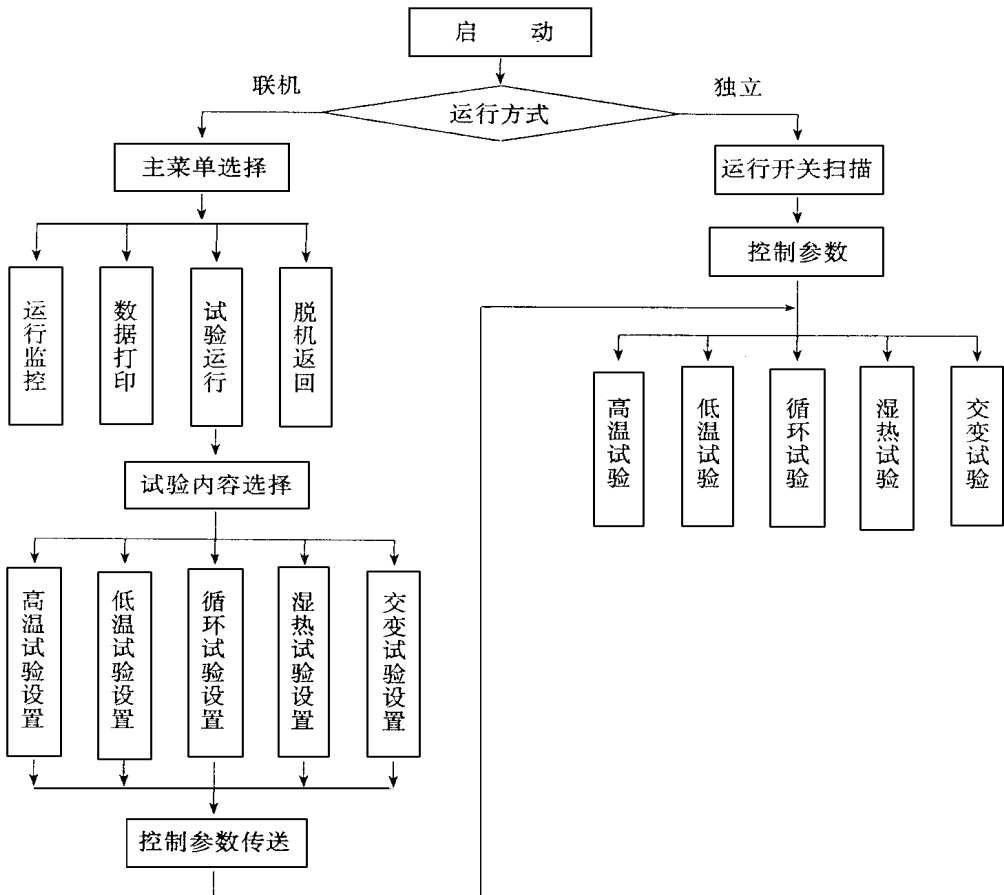 启 动
联机
运行方式
独立
主菜单选择
运行开关扫描
控制参数
运行监控
数据打印
试验运行
脱机返回
高温试验
低温试验
循环试验
湿热试验
交变试验
试验内容选择
高温试验设置
低温试验设置
循环试验设置
湿热试验设置
交变试验设置
控制参数传送